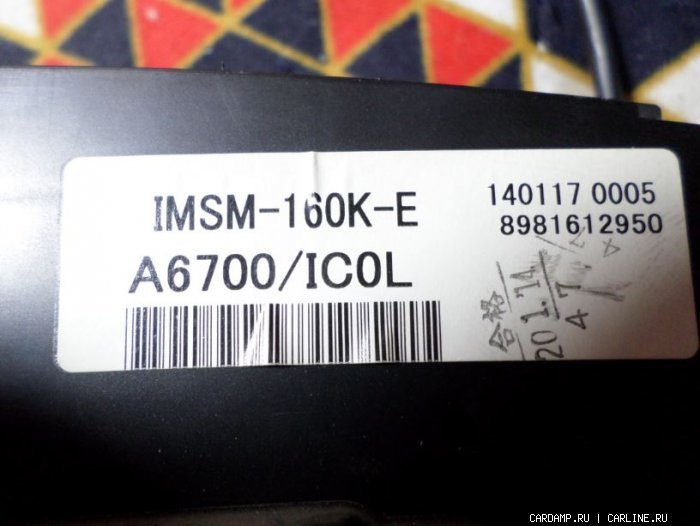 IMSM-160K-E
140117 0005
8981612950
A6700/IC0L
合格
CARDAMP.RU | CARLINE.RU